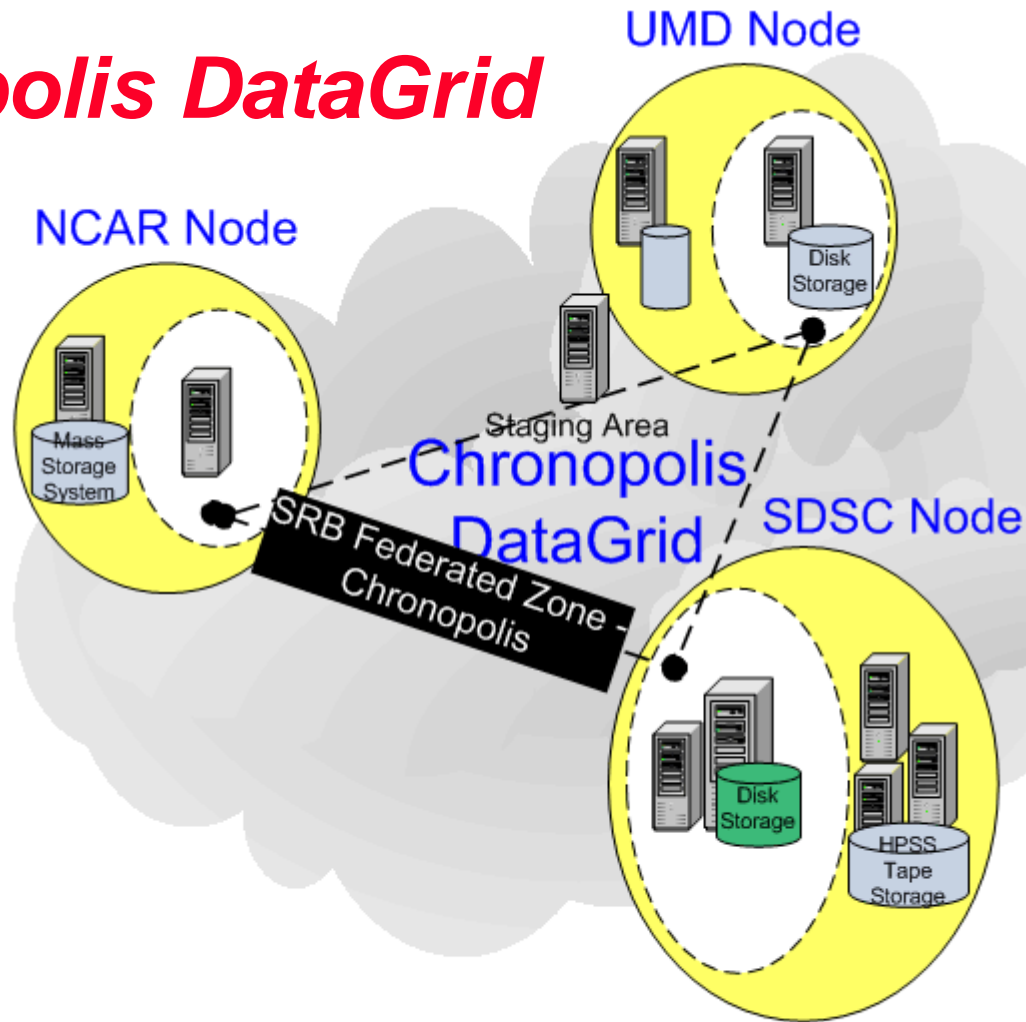 UMD Node
polis DataGrid
NCAR Node
Disk
Storage
Staging Area
Mass
Storage
System
Chronopolis
DataGrid
SDSC Node
SRB Federated Zone -
Chronopolis
Disk
Storage
HPSS
Tape
Storage